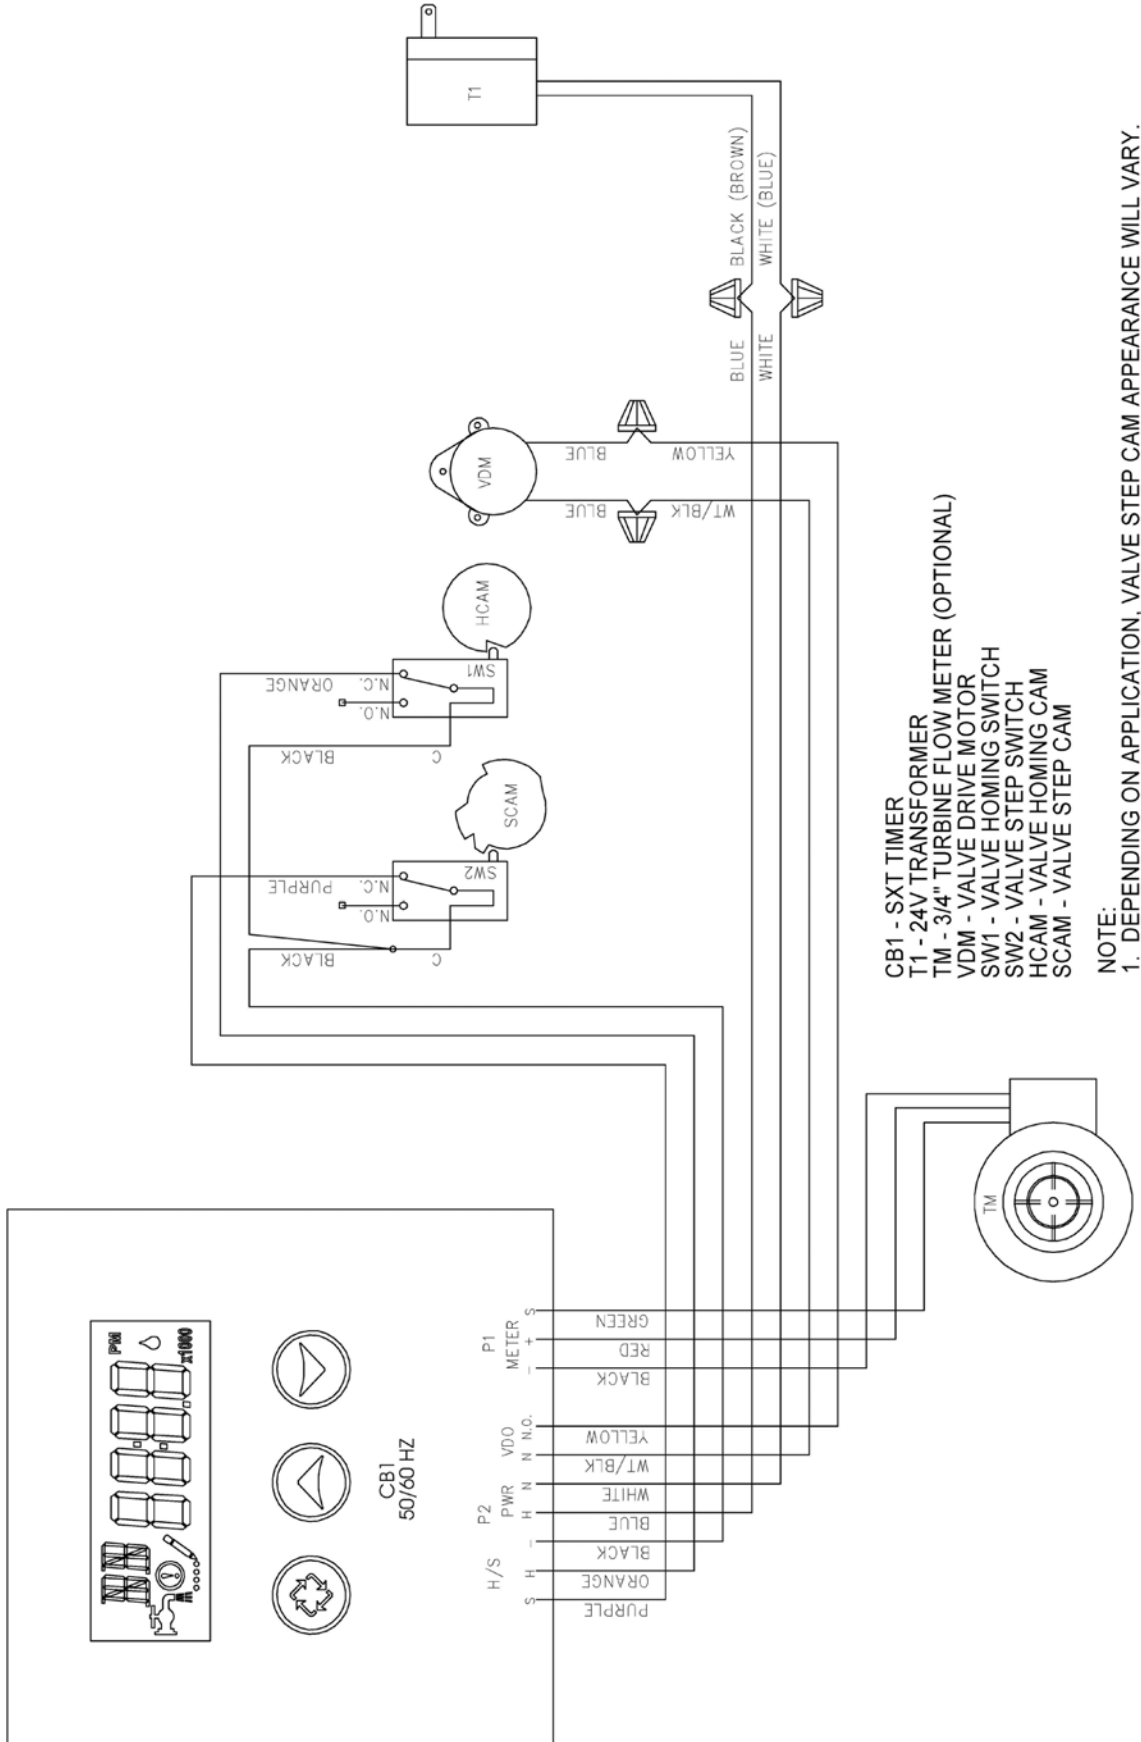 T1
BLACK (BROWN)
WHITE (BLUE)
BLUE
WHITE
VDM
BLUE
YELLOW
BLUE
WT/BLK
HCAM
SW1
ORANGE
N.C.
N.O.
BLACK
C
SCAM
SW2
PURPLE
N.C.
N.O.
BLACK
C
CB1 - SXT TIMER
T1 - 24V TRANSFORMER
TM - 3/4" TURBINE FLOW METER (OPTIONAL)
VDM - VALVE DRIVE MOTOR
SW1 - VALVE HOMING SWITCH
SW2 - VALVE STEP SWITCH
HCAM - VALVE HOMING CAM
SCAM - VALVE STEP CAM
NOTE:
1. DEPENDING ON APPLICATION, VALVE STEP CAM APPEARANCE WILL VARY.
TM
PM
x1000
CB1
50/60 HZ
P1
METER
S
+
-
GREEN
RED
BLACK
P2
VDO
N.O.
N
YELLOW
WT/BLK
PWR
N
H
WHITE
BLUE
H/S
-
H
S
BLACK
ORANGE
PURPLE